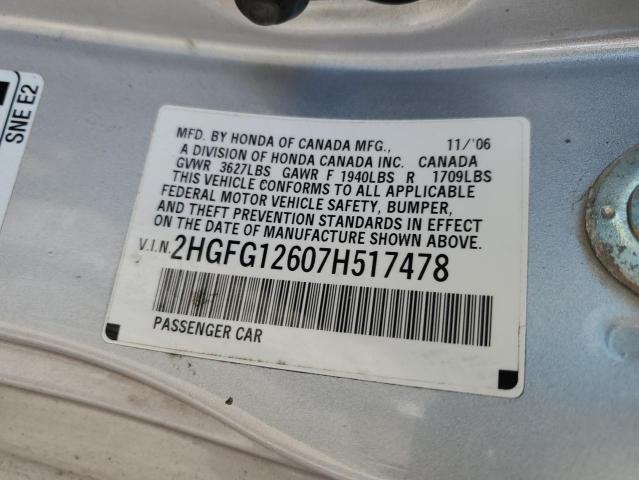 SNE E2
MFD. BY HONDA OF CANADA MFG., 11/'06
A DIVISION OF HONDA CANADA INC. CANADA
GVWR 3627LBS GAWR F 1940LBS R 1709LBS
THIS VEHICLE CONFORMS TO ALL APPLICABLE
FEDERAL MOTOR VEHICLE SAFETY, BUMPER,
AND THEFT PREVENTION STANDARDS IN EFFECT
ON THE DATE OF MANUFACTURE SHOWN ABOVE.
V.I.N. 2HGFG12607H517478
PASSENGER CAR